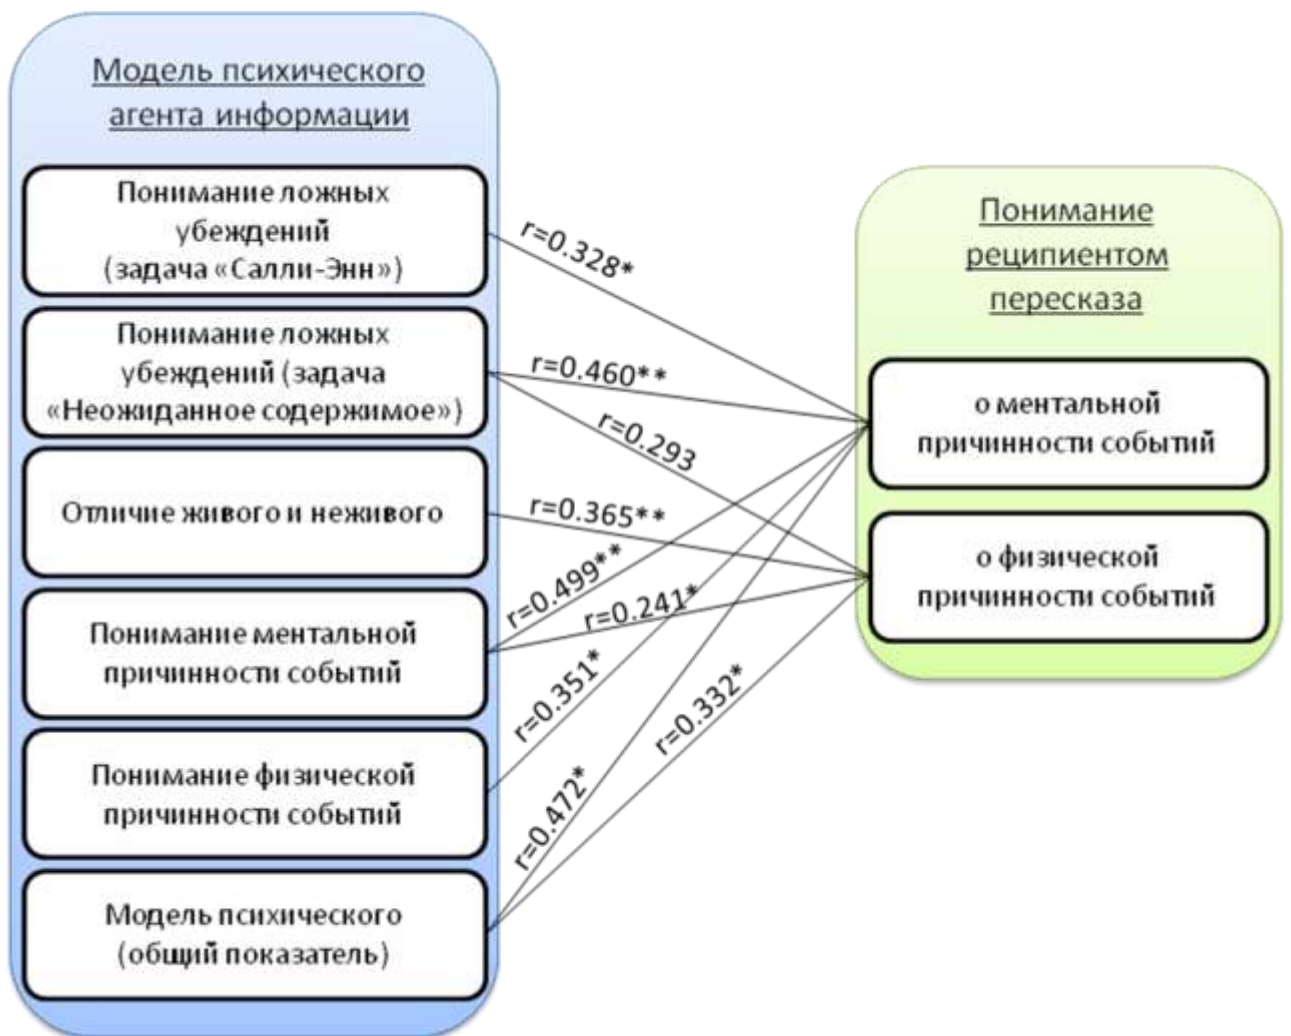 Модель психического
агента информации
Понимание ложных
убеждений
(задача «Салли-Энн»)
Понимание ложных
убеждений (задача
«Неожиданное содержимое»)
Отличие живого и неживого
Понимание ментальной
причинности событий
Понимание физической
причинности событий
Модель психического
(общий показатель)
r=0.328*
r=0.460**
r=0.293
r=0.365**
r=0.499**
r=0.241*
r=0.351*
r=0.472*
r=0.332*
Понимание
реципиентом
пересказа
о ментальной
причинности событий
о физической
причинности событий